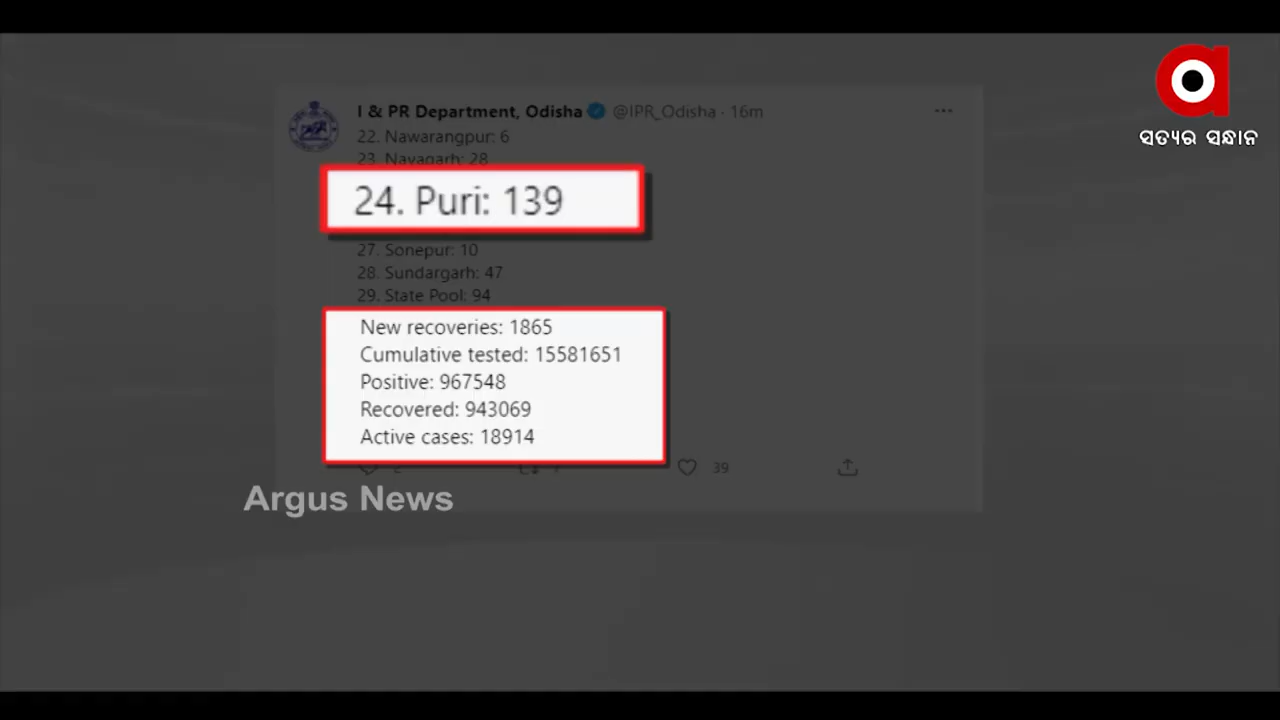 I & PR Department, Odisha @IPR_Odisha · 16m
ସତ୍ୟର ସନ୍ଧାନ
22. Nawarangpur: 6
23. Nayagarh: 28
24. Puri: 139
27. Sonepur: 10
28. Sundargarh: 47
29. State Pool: 94
New recoveries: 1865
Cumulative tested: 15581651
Positive: 967548
Recovered: 943069
Active cases: 18914
39
Argus News